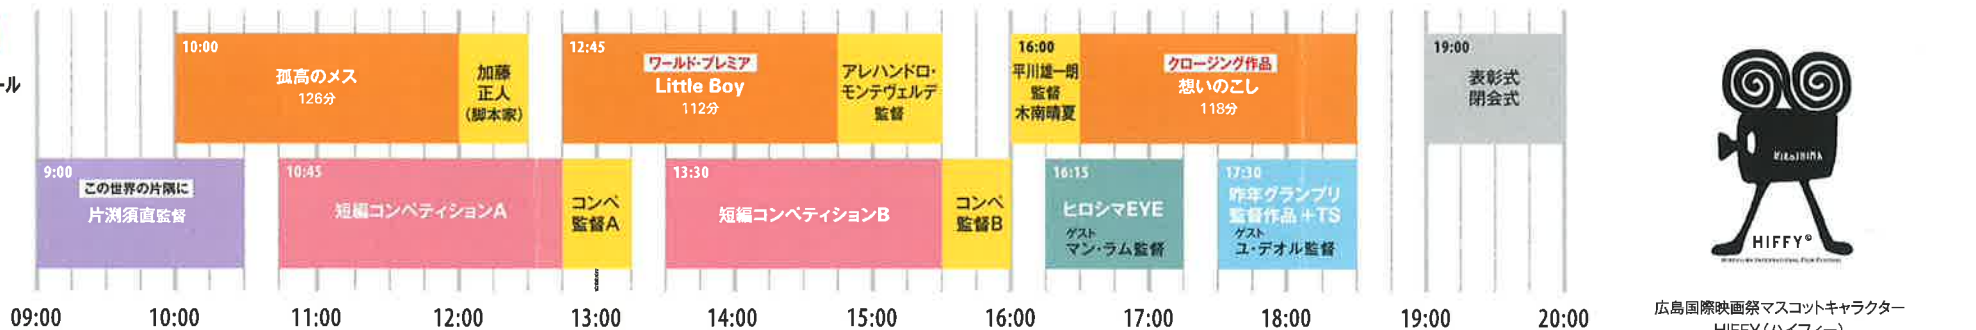 ール
10:00
孤高のメス
126分
加藤
正人
(脚本家)
12:45
ワールド・プレミア
Little Boy
112分
アレハンドロ・
モンテヴェルデ
監督
16:00
平川雄一朗
監督
木南晴夏
クロージング作品
想いのこし
118分
19:00
表彰式
閉会式
9:00
この世界の片隅に
片渕須直監督
10:45
短編コンペティションA
コンペ
監督A
13:30
短編コンペティションB
コンペ
監督B
16:15
ヒロシマEYE
ゲスト
マン・ラム監督
17:30
昨年グランプリ
監督作品+TS
ゲスト
ユ・デオル監督
HIROSHIMA
HIFFY©
HIROSHIMA INTERNATIONAL FILM FESTIVAL
09:00 10:00 11:00 12:00 13:00 14:00 15:00 16:00 17:00 18:00 19:00 20:00
広島国際映画祭マスコットキャラクター
HIFFY(ハイフィー)